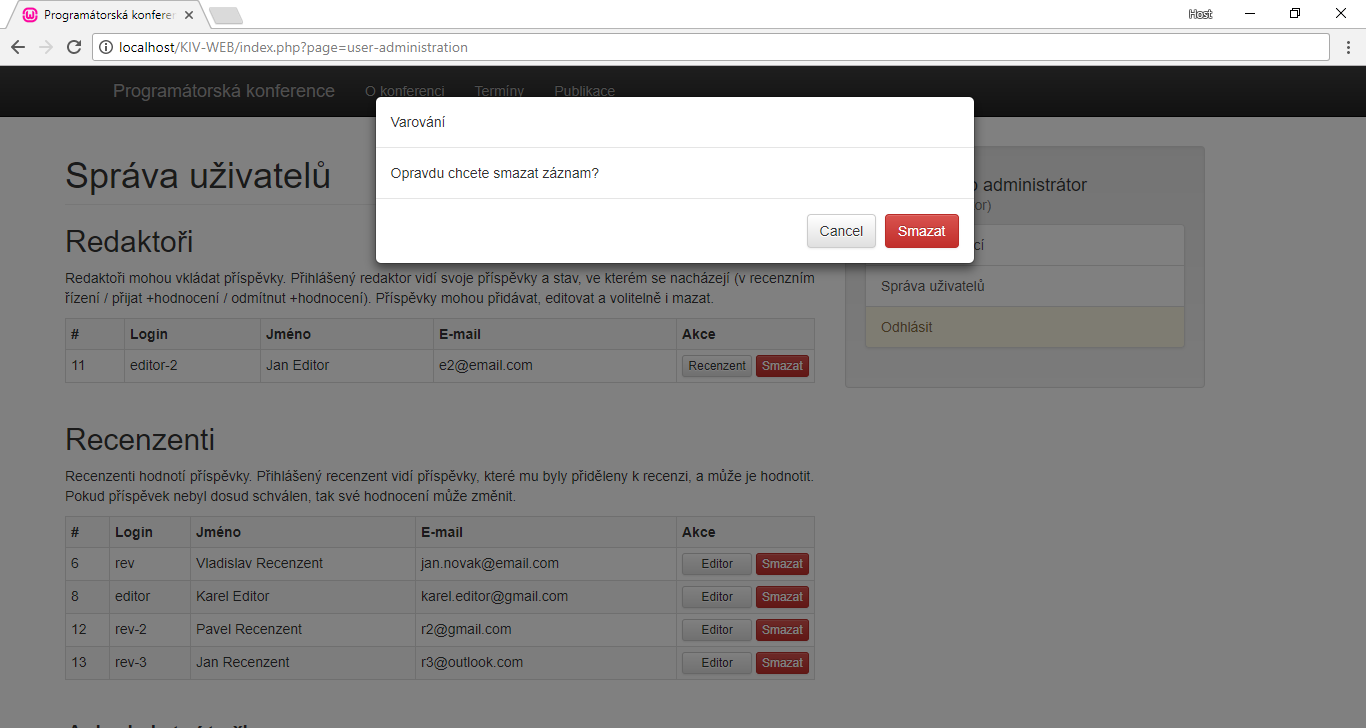 Programátorská konferen
Host
localhost/KIV-WEB/index.php?page=user-administration
Programátorská konference O konferenci Termíny Publikace
Varování
Opravdu chcete smazat záznam?
Cancel Smazat
Správa uživatelů
Redaktoři
Redaktoři mohou vkládat příspěvky. Přihlášený redaktor vidí svoje příspěvky a stav, ve kterém se nacházejí (v recenzním
řízení / přijat +hodnocení / odmítnut +hodnocení). Příspěvky mohou přidávat, editovat a volitelně i mazat.
# Login Jméno E-mail Akce
11 editor-2 Jan Editor e2@email.com Recenzent Smazat
Recenzenti
Recenzenti hodnotí příspěvky. Přihlášený recenzent vidí příspěvky, které mu byly přiděleny k recenzi, a může je hodnotit.
Pokud příspěvek nebyl dosud schválen, tak své hodnocení může změnit.
# Login Jméno E-mail Akce
6 rev Vladislav Recenzent jan.novak@email.com Editor Smazat
8 editor Karel Editor karel.editor@gmail.com Editor Smazat
12 rev-2 Pavel Recenzent r2@gmail.com Editor Smazat
13 rev-3 Jan Recenzent r3@outlook.com Editor Smazat
administrátor
or)
cí
Správa uživatelů
Odhlásit